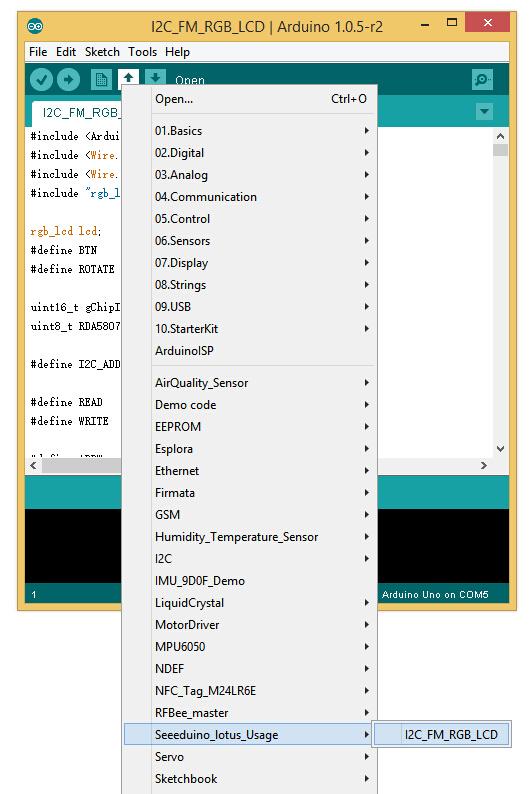 I2C_FM_RGB_LCD | Arduino 1.0.5-r2
File Edit Sketch Tools Help
Open
I2C_FM_RGB_
#include <Ardui
#include <Wire.
#include <Wire.
#include "rgb_l
rgb_lcd lcd;
#define BTN
#define ROTATE
uint16_t gChipI
uint8_t RDA5807
#define I2C_ADD
#define READ
#define WRITE
Open... Ctrl+O
01.Basics
02.Digital
03.Analog
04.Communication
05.Control
06.Sensors
07.Display
08.Strings
09.USB
10.StarterKit
ArduinoISP
AirQuality_Sensor
Demo code
EEPROM
Esplora
Ethernet
Firmata
GSM
Humidity_Temperature_Sensor
I2C
IMU_9D0F_Demo
LiquidCrystal
MotorDriver
MPU6050
NDEF
NFC_Tag_M24LR6E
RFBee_master
Seeeduino_lotus_Usage
I2C_FM_RGB_LCD
Servo
Sketchbook
1
Arduino Uno on COM5